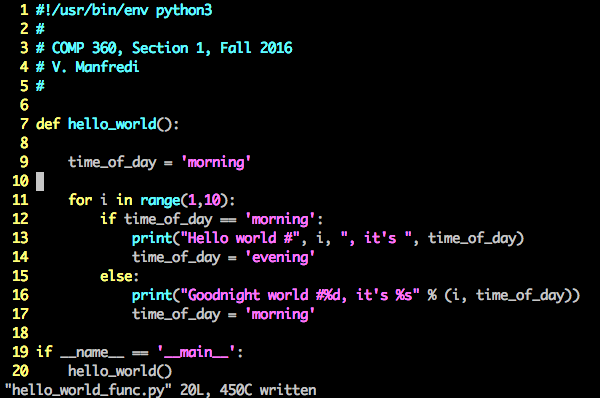 1 #!/usr/bin/env python3
2 #
3 # COMP 360, Section 1, Fall 2016
4 # V. Manfredi
5 #
6
7 def hello_world():
8
9     time_of_day = 'morning'
10
11     for i in range(1,10):
12         if time_of_day == 'morning':
13             print("Hello world #", i, ", it's ", time_of_day)
14             time_of_day = 'evening'
15         else:
16             print("Goodnight world #%d, it's %s" % (i, time_of_day))
17             time_of_day = 'morning'
18
19 if __name__ == '__main__':
20     hello_world()
"hello_world_func.py" 20L, 450C written